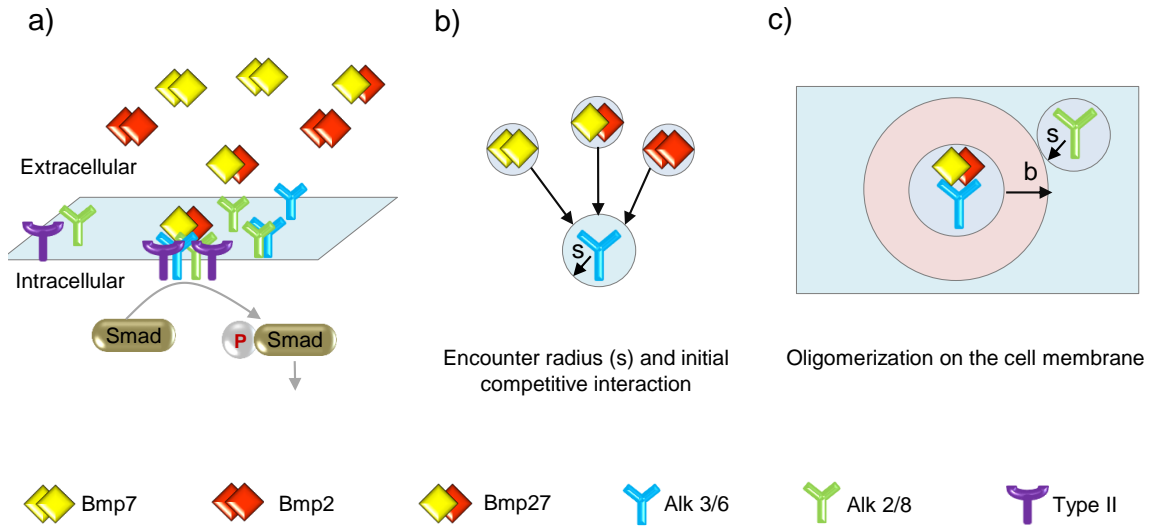 a)
Extracellular
Intracellular
Smad
P
Smad
b)
s
Encounter radius (s) and initial
competitive interaction
c)
s
b
Oligomerization on the cell membrane
Bmp7
Bmp2
Bmp27
Alk 3/6
Alk 2/8
Type II